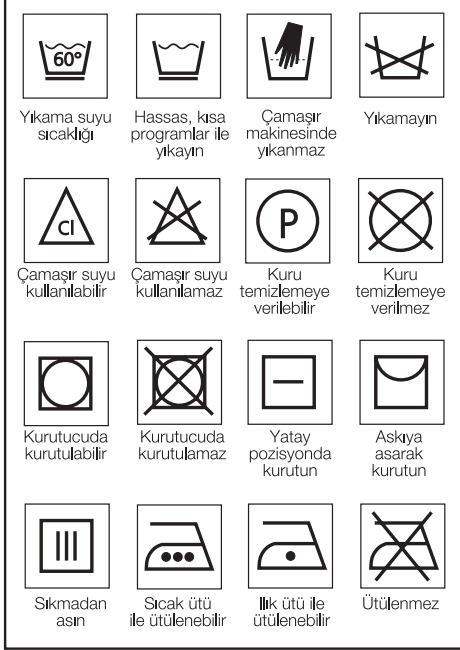 60°
Yıkama suyu
sıcaklığı
Hassas, kısa
programlar ile
yıkayın
Çamaşır
makinesinde
yıkanmaz
Yıkamayın
Cl
P
Çamaşır suyu
kullanılabilir
Çamaşır suyu
kullanılamaz
Kuru
temizlemeye
verilebilir
Kuru
temizlemeye
verilmez
Kurutucuda
kurutulabilir
Kurutucuda
kurutulamaz
Yatay
pozisyonda
kurutun
Askıya
asarak
kurutun
Sıkmadan
asın
Sıcak ütü
ile ütülenebilir
Ilık ütü ile
ütülenebilir
Ütülenmez